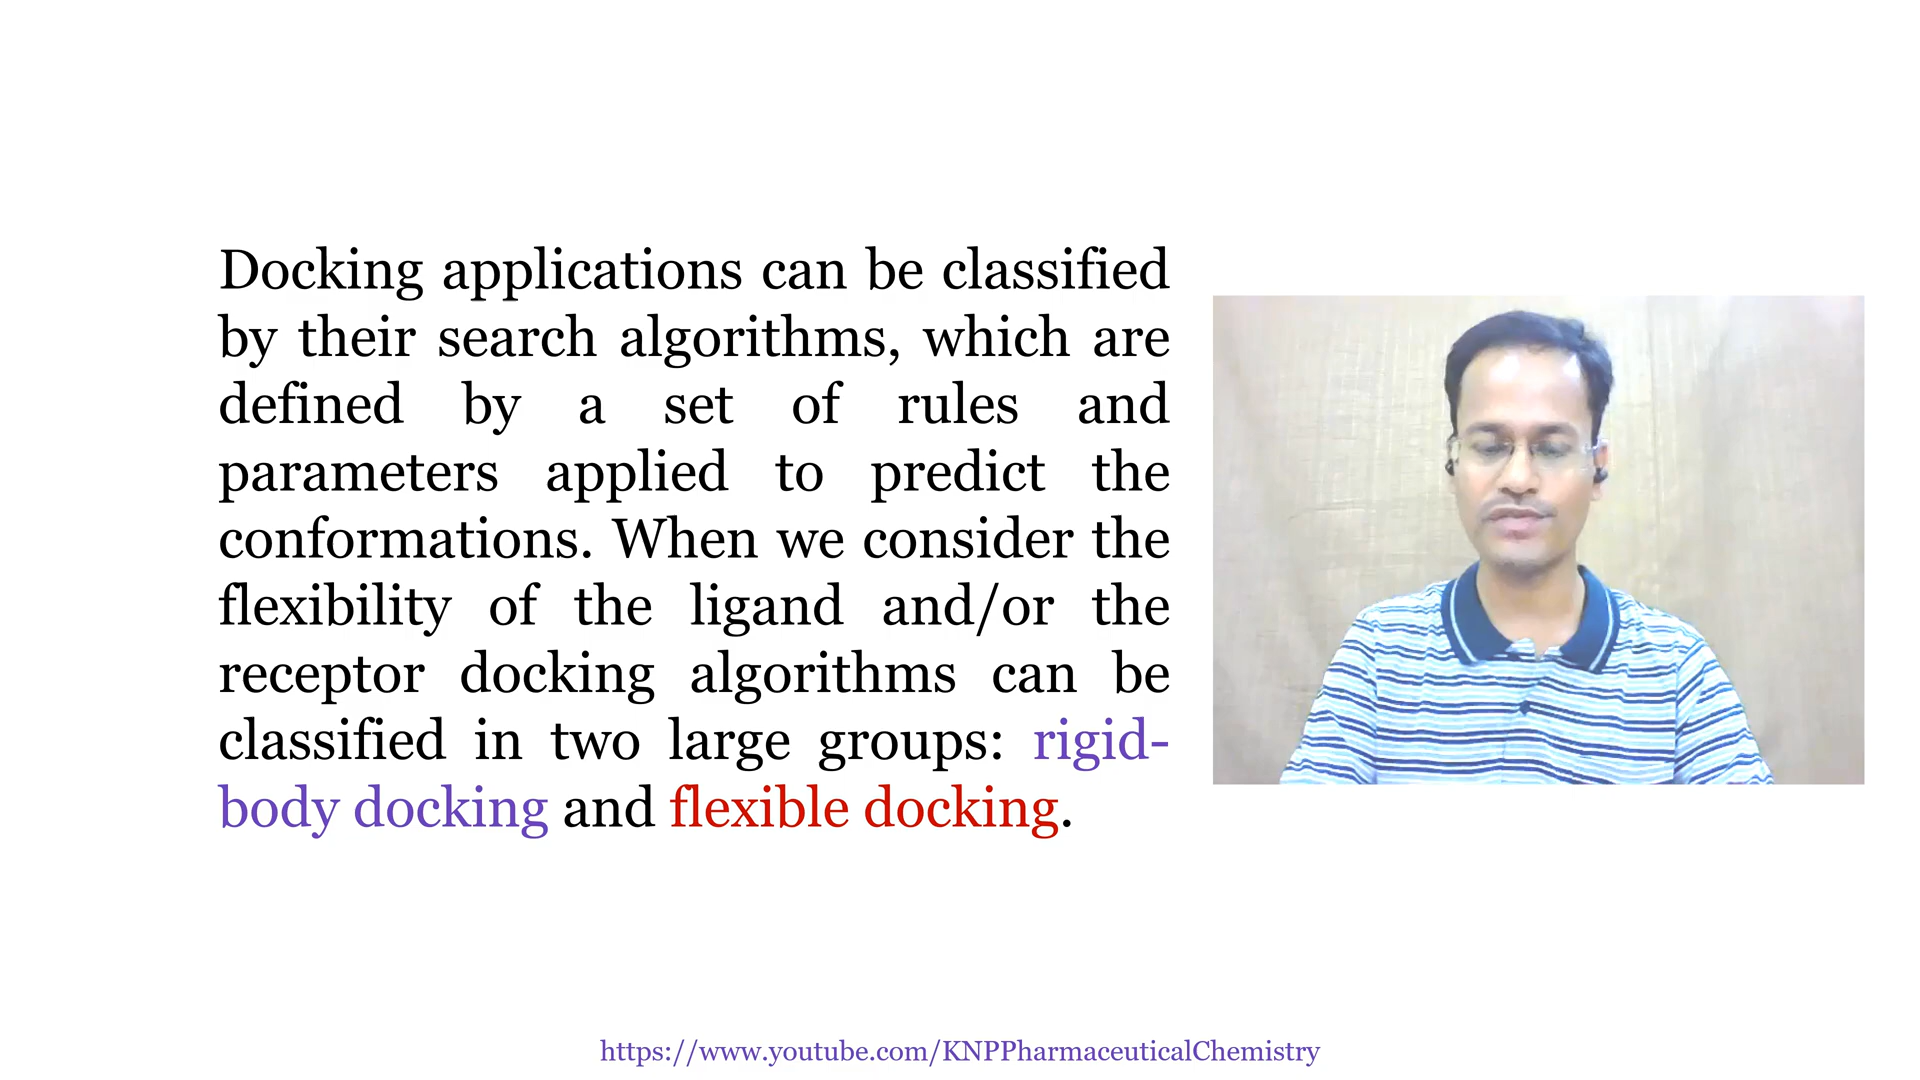 Docking applications can be classified
by their search algorithms, which are
defined by a set of rules and
parameters applied to predict the
conformations. When we consider the
flexibility of the ligand and/or the
receptor docking algorithms can be
classified in two large groups: rigid-
body docking and flexible docking.
https://www.youtube.com/KNPPharmaceuticalChemistry